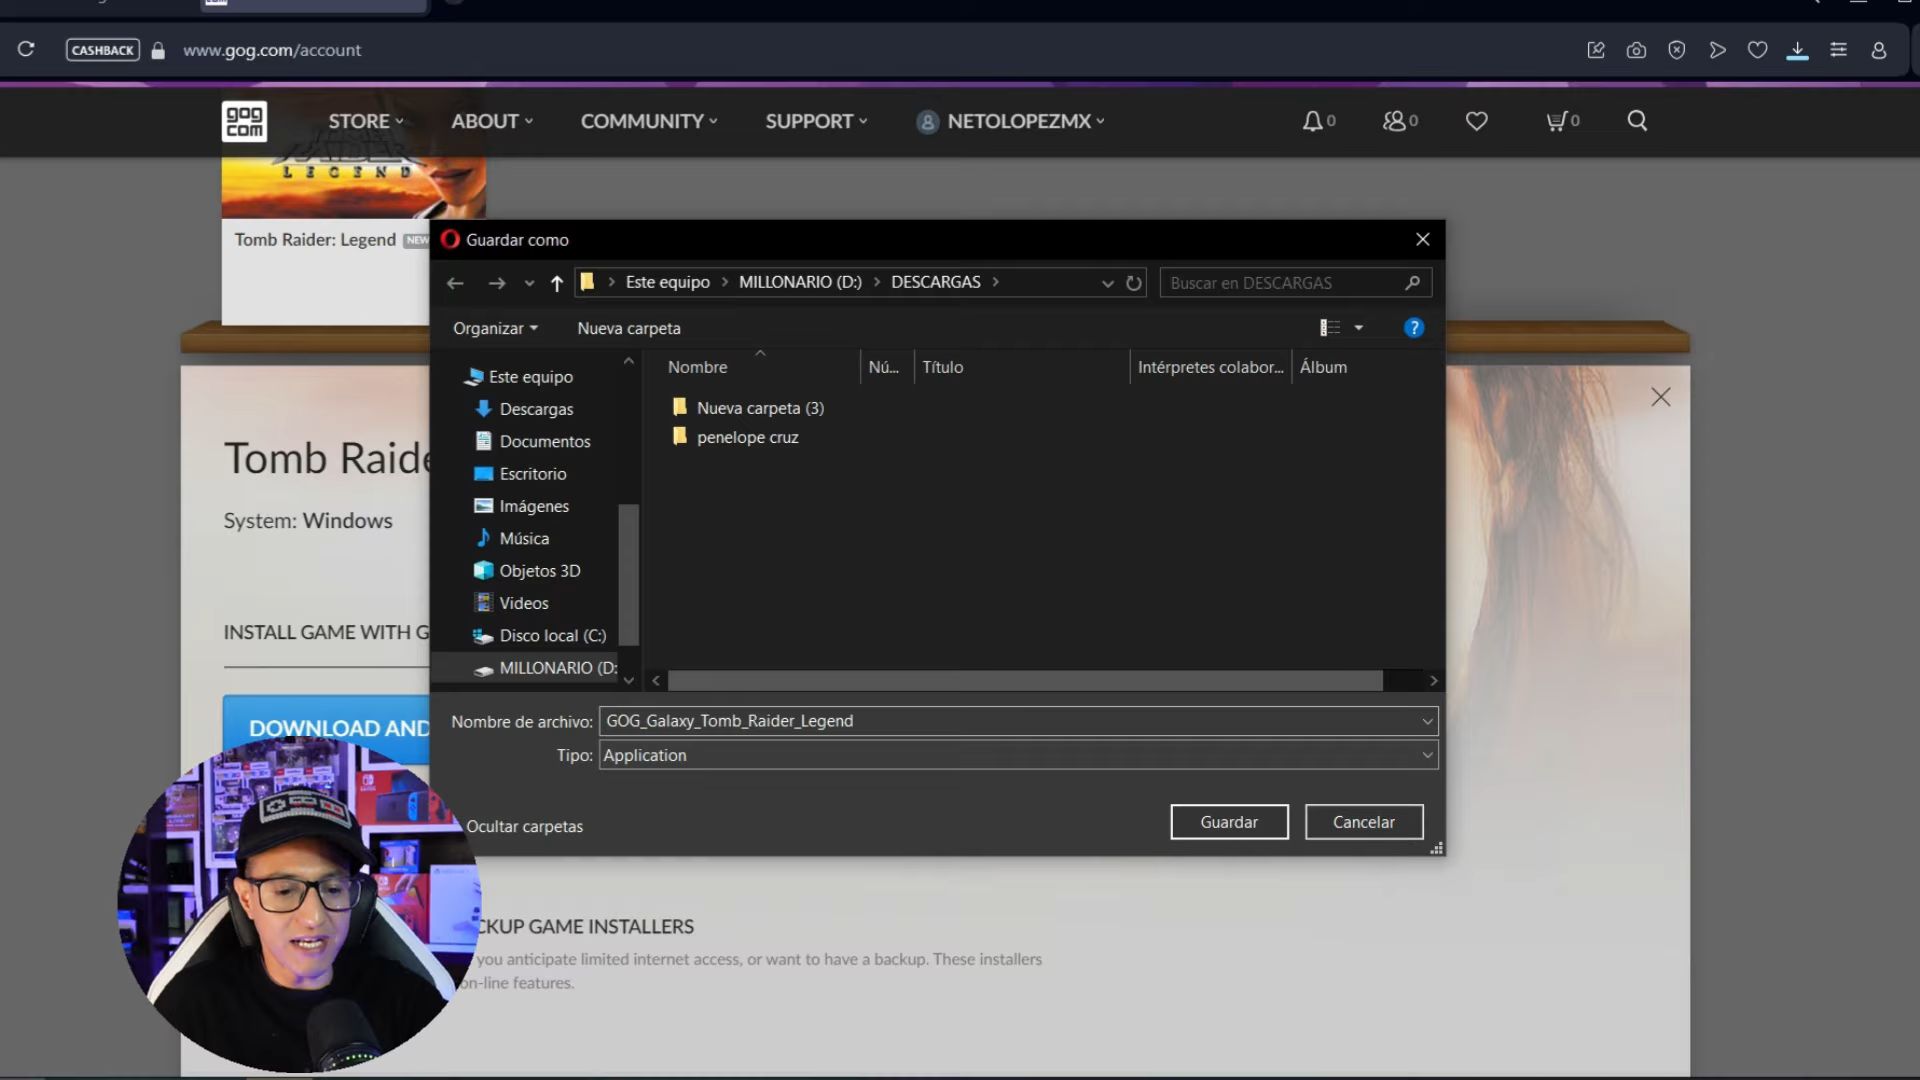 CASHBACK www.gog.com/account
gog
com
STORE ABOUT COMMUNITY SUPPORT NETOLOPEZMX 0 0 0
RAIDER
LEGEND
Tomb Raider: Legend NEW
Guardar como
Este equipo MILLONARIO (D:) DESCARGAS Buscar en DESCARGAS
Organizar Nueva carpeta ?
Nombre Nú... Título Intérpretes colabor... Álbum
Este equipo
Descargas
Documentos
Escritorio
Imágenes
Música
Objetos 3D
Videos
Disco local (C:)
MILLONARIO (D:
Nueva carpeta (3)
penelope cruz
Nombre de archivo: GOG_Galaxy_Tomb_Raider_Legend
Tipo: Application
Ocultar carpetas Guardar Cancelar
Tomb Raide
System: Windows
INSTALL GAME WITH G
DOWNLOAD AND
CKUP GAME INSTALLERS
you anticipate limited internet access, or want to have a backup. These installers
on-line features.